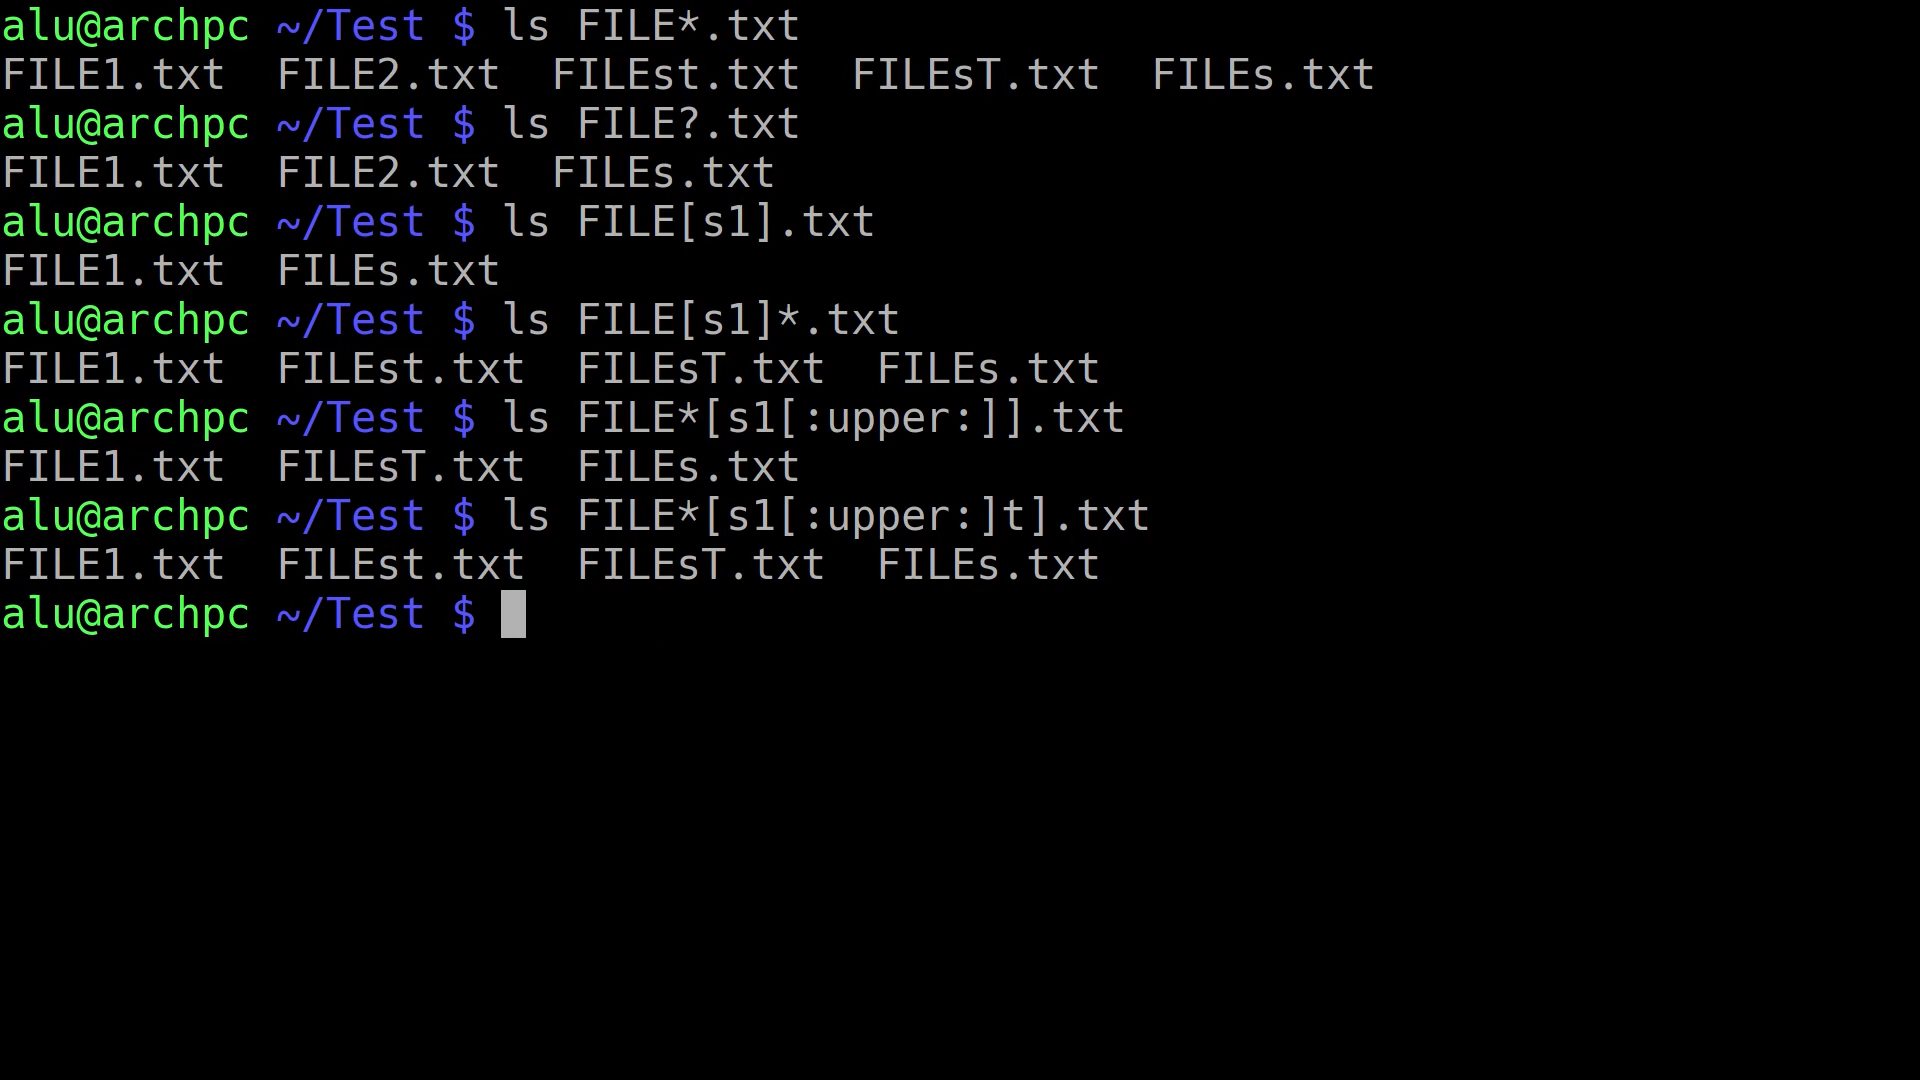 alu@archpc ~/Test $ ls FILE*.txt
FILE1.txt  FILE2.txt  FILEst.txt  FILEsT.txt  FILEs.txt
alu@archpc ~/Test $ ls FILE?.txt
FILE1.txt  FILE2.txt  FILEs.txt
alu@archpc ~/Test $ ls FILE[s1].txt
FILE1.txt  FILEs.txt
alu@archpc ~/Test $ ls FILE[s1]*.txt
FILE1.txt  FILEst.txt  FILEsT.txt  FILEs.txt
alu@archpc ~/Test $ ls FILE*[s1[:upper:]].txt
FILE1.txt  FILEsT.txt  FILEs.txt
alu@archpc ~/Test $ ls FILE*[s1[:upper:]t].txt
FILE1.txt  FILEst.txt  FILEsT.txt  FILEs.txt
alu@archpc ~/Test $